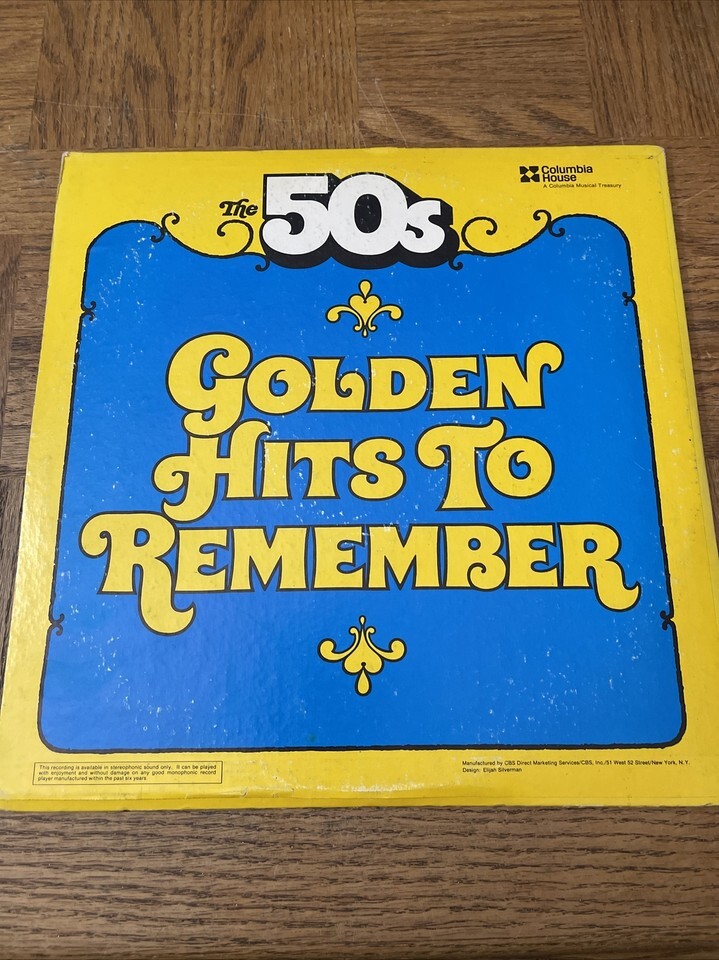 Columbia
House
A Columbia Musical Treasury
The 50s
GOLDEN
HITS TO
REMEMBER
This recording is available in stereophonic sound only. It can be played
with enjoyment and without damage on any good monophonic record
player manufactured within the past six years.
Manufactured by CBS Direct Marketing Services/CBS, Inc./51 West 52 Street/New York, N.Y.
Design: Elijah Silverman